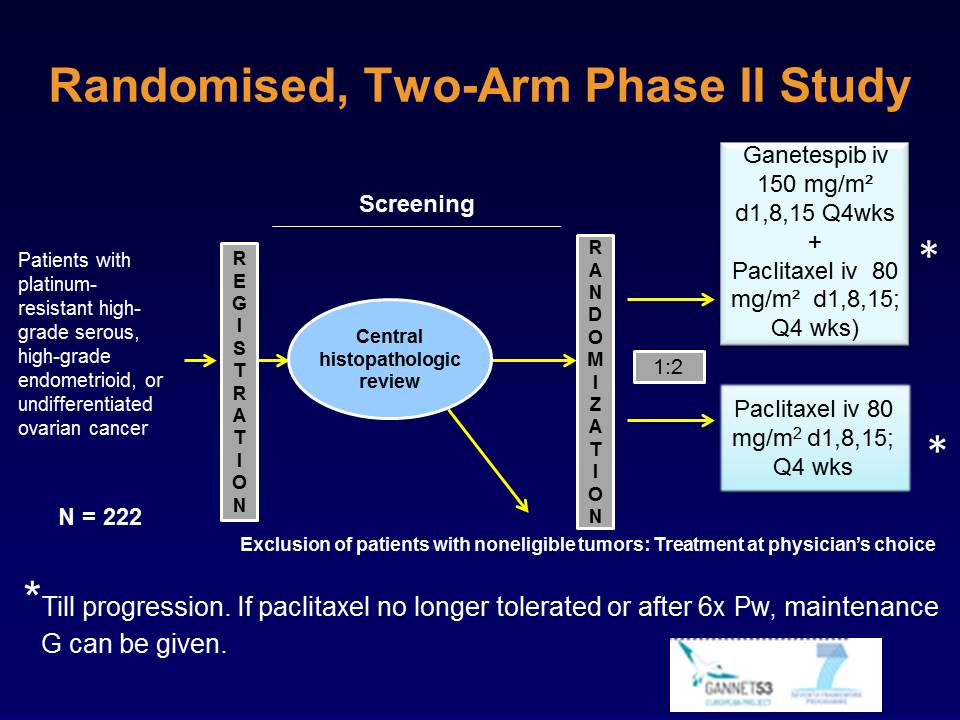 Randomised, Two-Arm Phase II Study
Screening
Patients with
platinum-
resistant high-
grade serous,
high-grade
endometrioid, or
undifferentiated
ovarian cancer
N = 222
REGISTRATION
Central
histopathologic
review
RANDOMIZATION
1:2
Ganetespib iv
150 mg/m²
d1,8,15 Q4wks
+
Paclitaxel iv 80
mg/m² d1,8,15;
Q4 wks)
*
Paclitaxel iv 80
mg/m² d1,8,15;
Q4 wks
*
Exclusion of patients with noneligible tumors: Treatment at physician’s choice
*Till progression. If paclitaxel no longer tolerated or after 6x Pw, maintenance
G can be given.
GANNET53
EUROPEAN PROJECT
7
SEVENTH FRAMEWORK
PROGRAMME